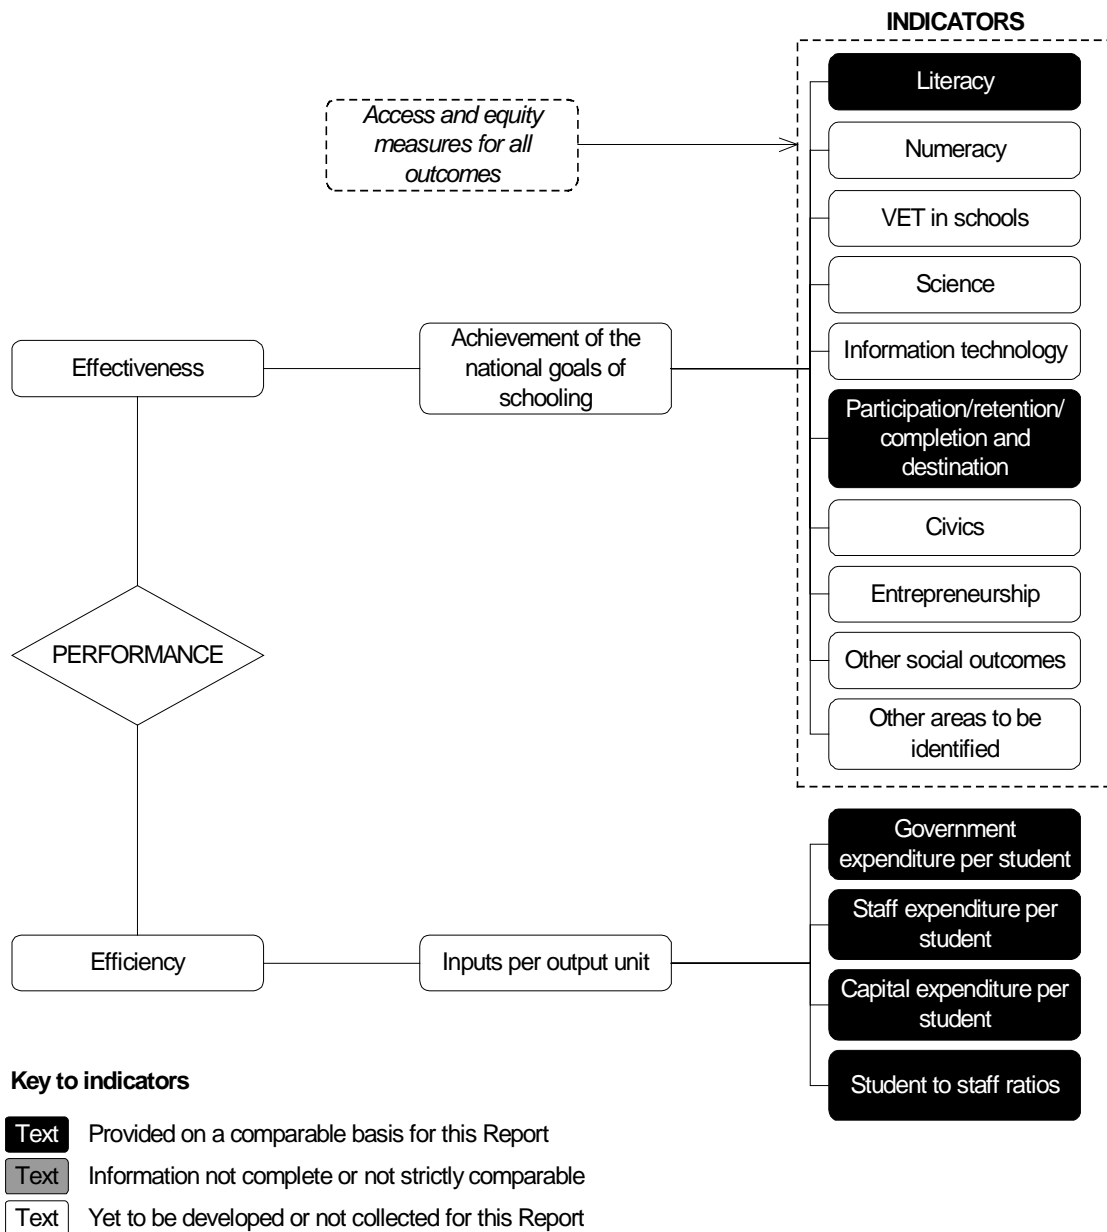 INDICATORS
Literacy
Access and equity
measures for all
outcomes
Numeracy
VET in schools
Science
Information technology
Effectiveness
Achievement of the
national goals of
schooling
Participation/retention/
completion and
destination
Civics
Entrepreneurship
PERFORMANCE
Other social outcomes
Other areas to be
identified
Government
expenditure per student
Staff expenditure per
student
Efficiency
Inputs per output unit
Capital expenditure per
student
Student to staff ratios
Key to indicators
Text Provided on a comparable basis for this Report
Text Information not complete or not strictly comparable
Text Yet to be developed or not collected for this Report